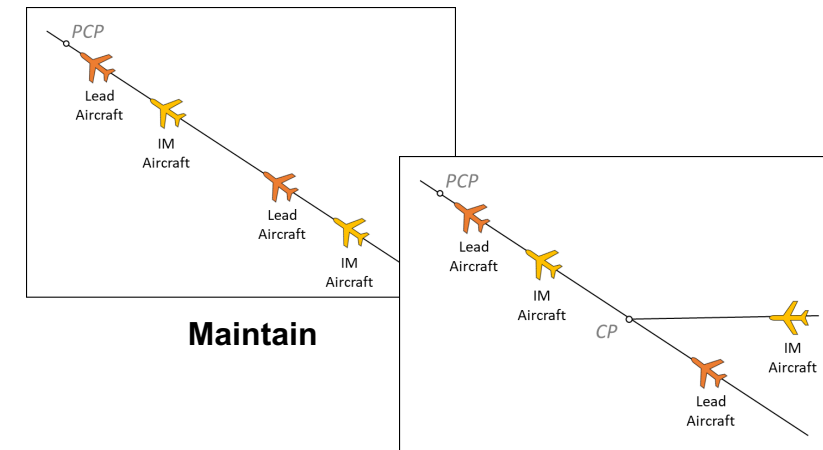 PCP
Lead
Aircraft
IM
Aircraft
Lead
Aircraft
IM
Aircraft
Maintain
PCP
Lead
Aircraft
IM
Aircraft
CP
IM
Aircraft
Lead
Aircraft